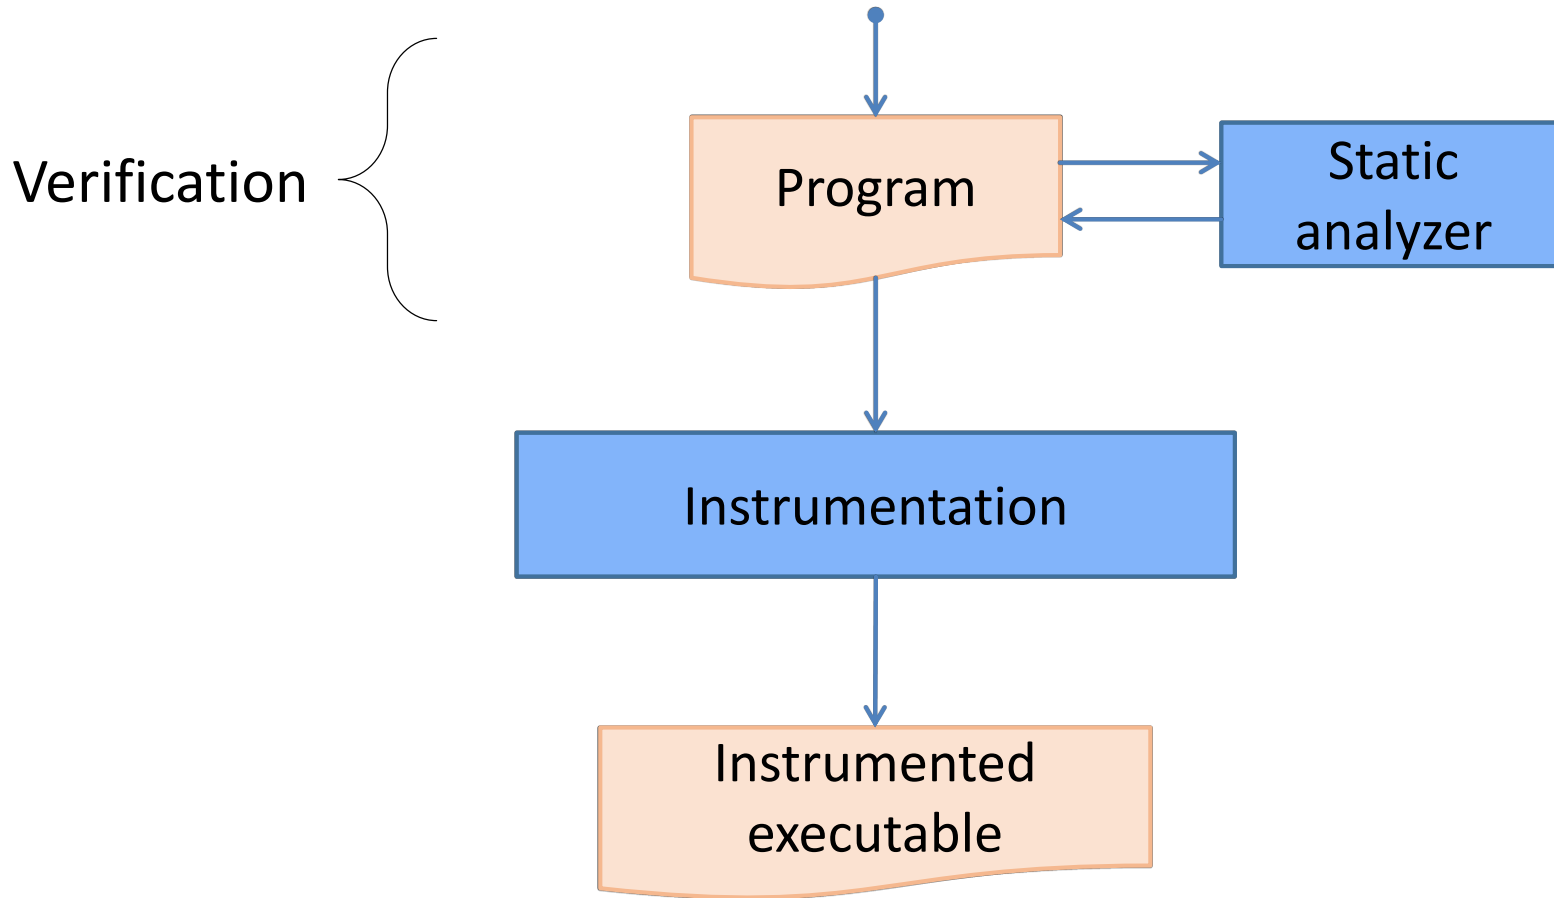 Verification
Program
Static
analyzer
Instrumentation
Instrumented
executable